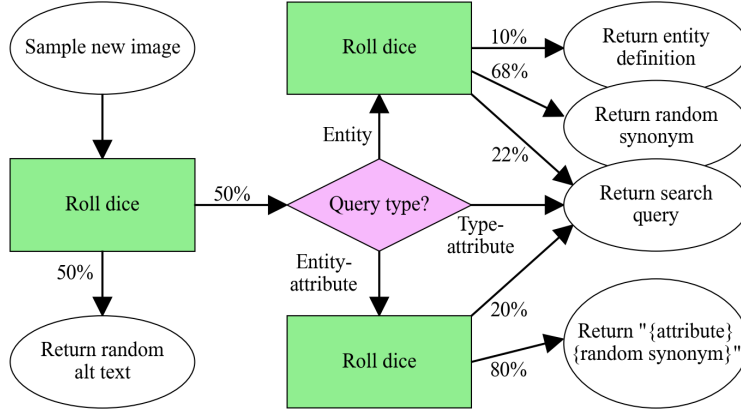 Sample new image
Roll dice
50%
Return random
alt text
50%
Query type?
Entity
Roll dice
10%
Return entity
definition
68%
Return random
synonym
22%
Return search
query
Type-
attribute
Entity-
attribute
Roll dice
20%
80%
Return "{attribute}
{random synonym}"